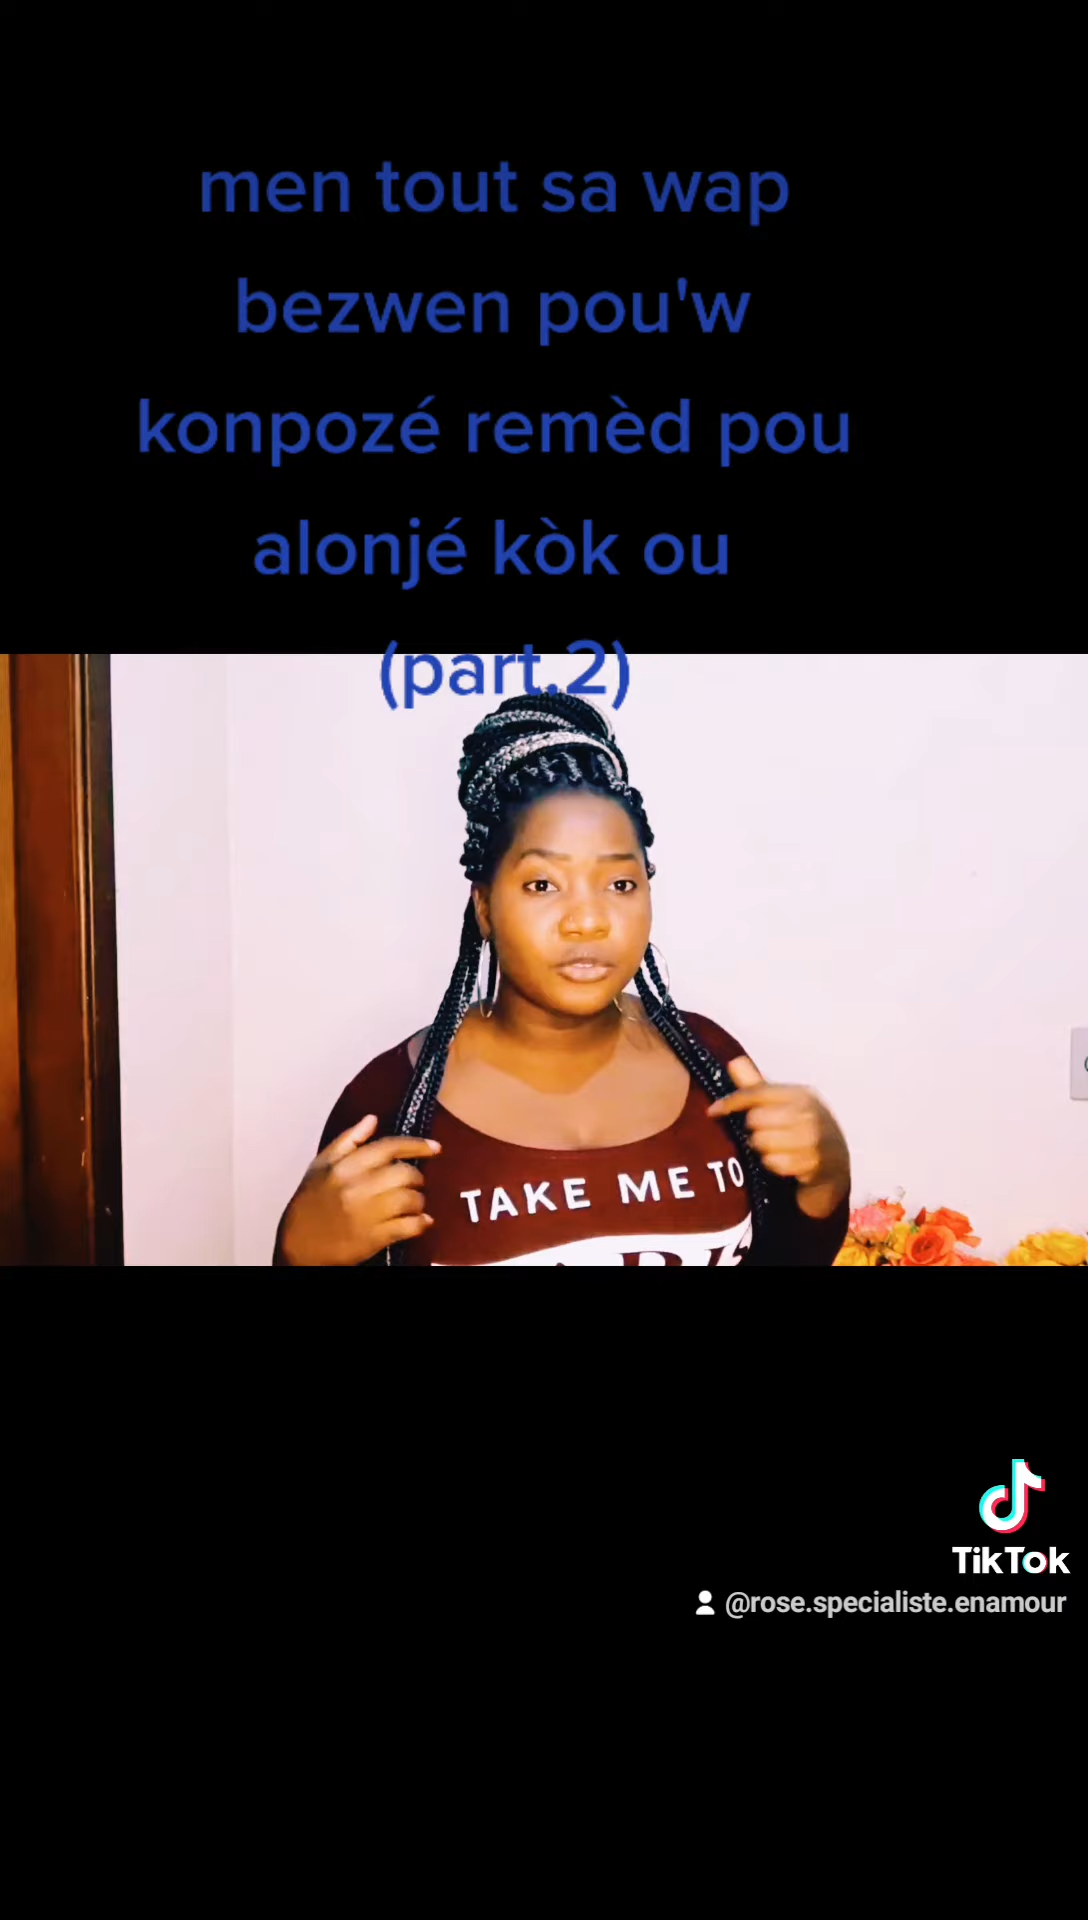 men tout sa wap
bezwen pou'w
konpozé remèd pou
alonjé kòk ou
(part.2)
TAKE ME TO
TikTok
@rose.specialiste.enamour